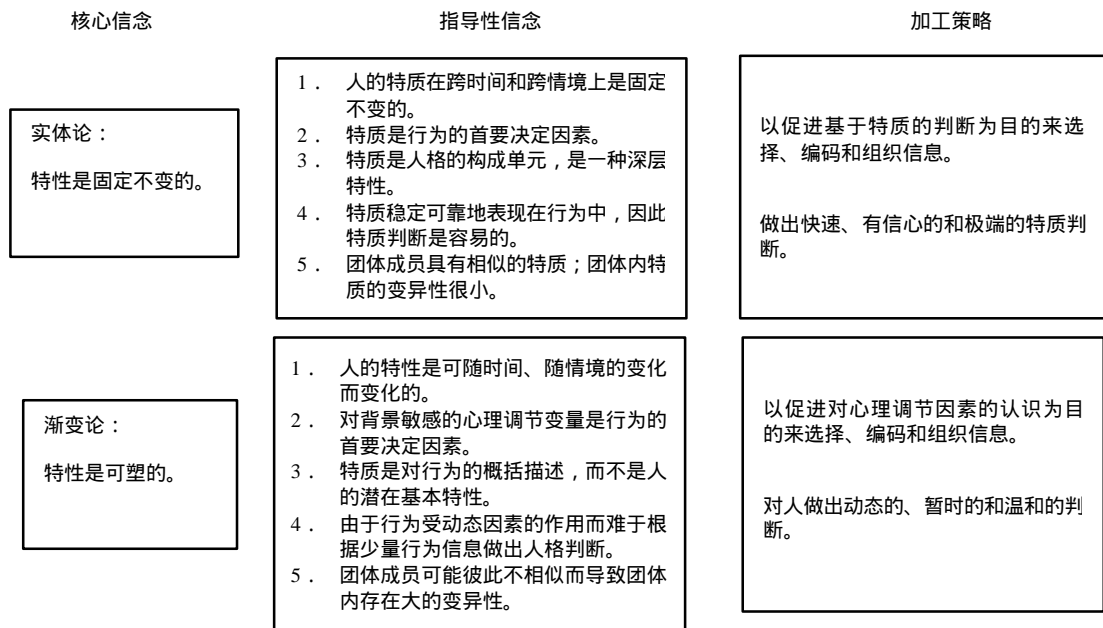 核心信念
指导性信念
加工策略
实体论：
特性是固定不变的。
1． 人的特质在跨时间和跨情境上是固定
不变的。
2． 特质是行为的首要决定因素。
3． 特质是人格的构成单元，是一种深层
特性。
4． 特质稳定可靠地表现在行为中，因此
特质判断是容易的。
5． 团体成员具有相似的特质；团体内特
质的变异性很小。
以促进基于特质的判断为目的来选
择、编码和组织信息。
做出快速、有信心的和极端的特质判
断。
渐变论：
特性是可塑的。
1． 人的特性是可随时间、随情境的变化
而变化的。
2． 对背景敏感的心理调节变量是行为的
首要决定因素。
3． 特质是对行为的概括描述，而不是人
的潜在基本特性。
4． 由于行为受动态因素的作用而难于根
据少量行为信息做出人格判断。
5． 团体成员可能彼此不相似而导致团体
内存在大的变异性。
以促进对心理调节因素的认识为目
的来选择、编码和组织信息。
对人做出动态的、暂时的和温和的判
断。